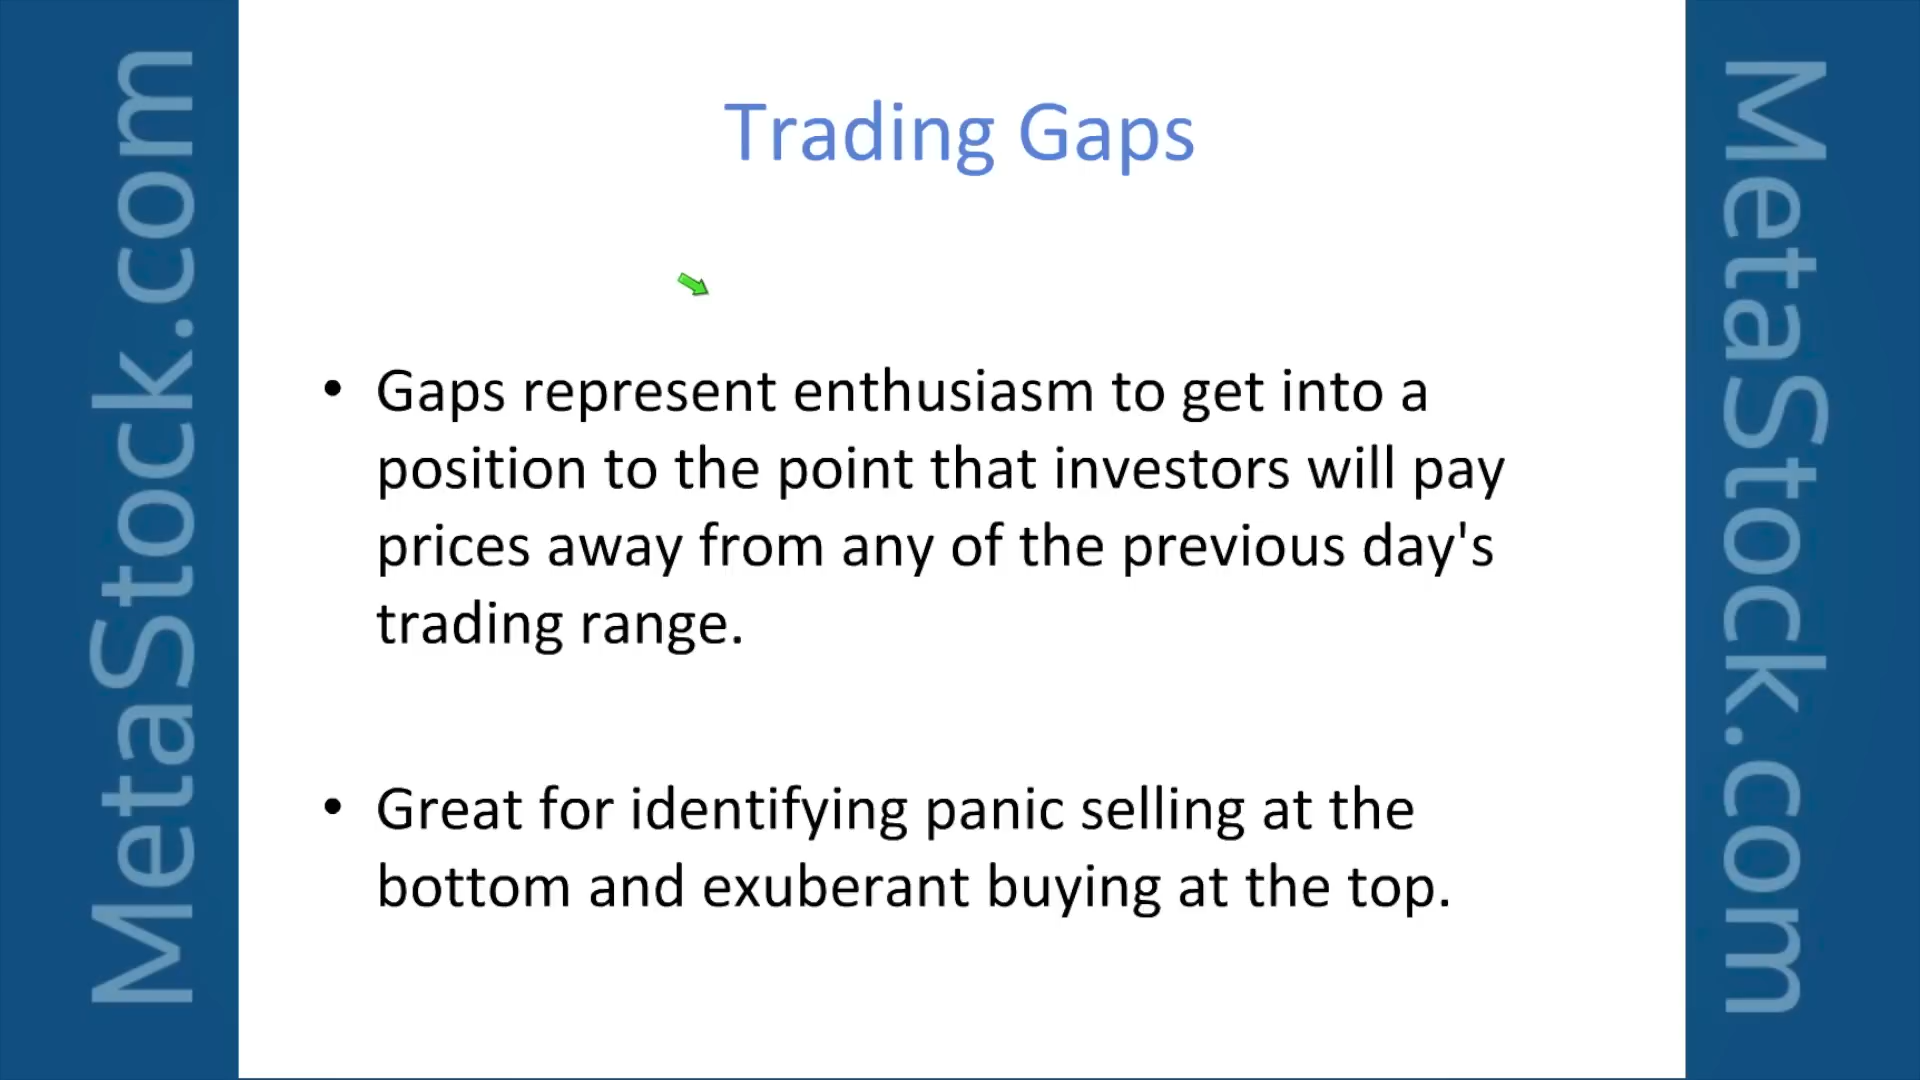 MetaStock.com
Trading Gaps
• Gaps represent enthusiasm to get into a
position to the point that investors will pay
prices away from any of the previous day's
trading range.
• Great for identifying panic selling at the
bottom and exuberant buying at the top.
MetaStock.com